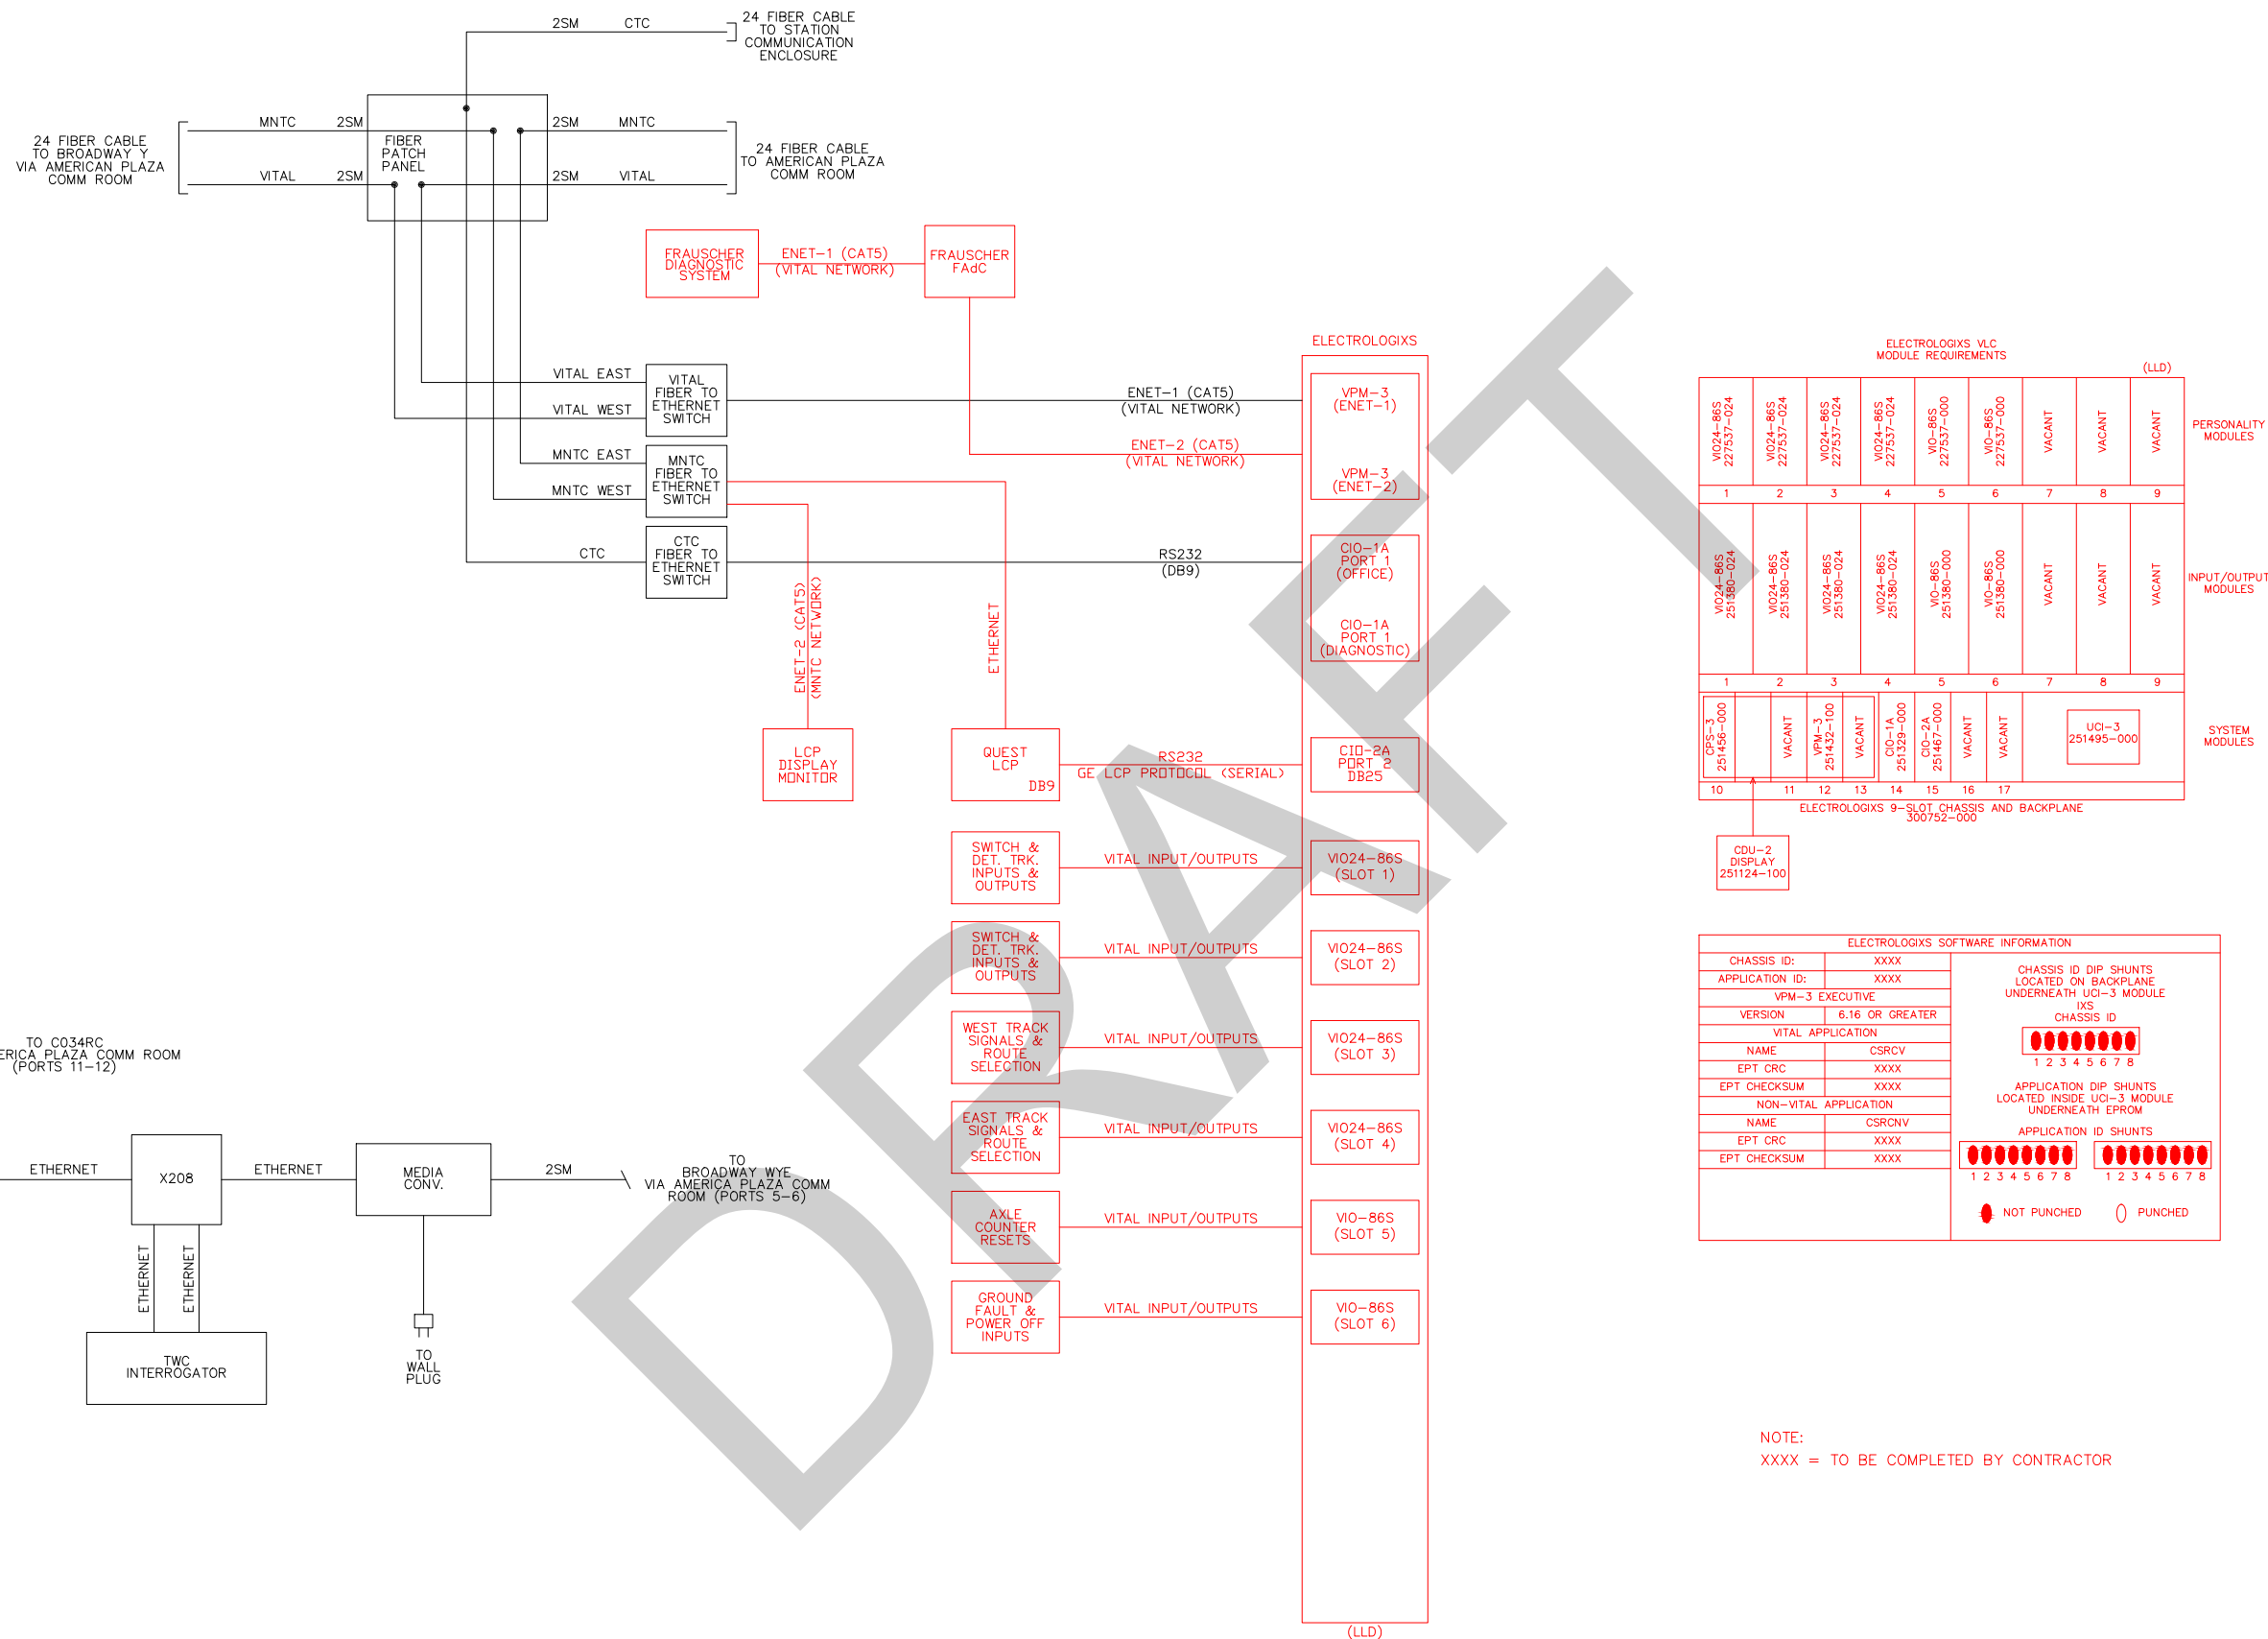 2SM CTC
24 FIBER CABLE
TO STATION
COMMUNICATION
ENCLOSURE
24 FIBER CABLE
TO BROADWAY Y
VIA AMERICAN PLAZA
COMM ROOM
MNTC 2SM
VITAL 2SM
FIBER
PATCH
PANEL
2SM MNTC
2SM VITAL
24 FIBER CABLE
TO AMERICAN PLAZA
COMM ROOM
FRAUSCHER
DIAGNOSTIC
SYSTEM
ENET-1 (CAT5)
(VITAL NETWORK)
FRAUSCHER
FAdC
VITAL EAST
VITAL WEST
VITAL
FIBER TO
ETHERNET
SWITCH
MNTC EAST
MNTC WEST
MNTC
FIBER TO
ETHERNET
SWITCH
CTC
CTC
FIBER TO
ETHERNET
SWITCH
ENET-1 (CAT5)
(VITAL NETWORK)
ENET-2 (CAT5)
(VITAL NETWORK)
RS232
(DB9)
ENET-2 (CAT5)
(MNTC NETWORK)
ETHERNET
LCP
DISPLAY
MONITOR
QUEST
LCP
DB9
RS232
GE LCP PROTOCOL (SERIAL)
ELECTROLOGIXS
VPM-3
(ENET-1)
VPM-3
(ENET-2)
CIO-1A
PORT 1
(OFFICE)
CIO-1A
PORT 1
(DIAGNOSTIC)
CIO-2A
PORT 2
DB25
SWITCH &
DET. TRK.
INPUTS &
OUTPUTS
VITAL INPUT/OUTPUTS
VIO24-86S
(SLOT 1)
SWITCH &
DET. TRK.
INPUTS &
OUTPUTS
VITAL INPUT/OUTPUTS
VIO24-86S
(SLOT 2)
WEST TRACK
SIGNALS &
ROUTE
SELECTION
VITAL INPUT/OUTPUTS
VIO24-86S
(SLOT 3)
EAST TRACK
SIGNALS &
ROUTE
SELECTION
VITAL INPUT/OUTPUTS
VIO24-86S
(SLOT 4)
AXLE
COUNTER
RESETS
VITAL INPUT/OUTPUTS
VIO-86S
(SLOT 5)
GROUND
FAULT &
POWER OFF
INPUTS
VITAL INPUT/OUTPUTS
VIO-86S
(SLOT 6)
(LLD)
TO C034RC
ERICA PLAZA COMM ROOM
(PORTS 11-12)
ETHERNET
X208
ETHERNET
MEDIA
CONV.
2SM
TO
BROADWAY WYE
VIA AMERICA PLAZA COMM
ROOM (PORTS 5-6)
ETHERNET
ETHERNET
TWC
INTERROGATOR
TO
WALL
PLUG
ELECTROLOGIXS VLC
MODULE REQUIREMENTS
(LLD)
VIO24-86S
227537-024
VIO24-86S
227537-024
VIO24-86S
227537-024
VIO24-86S
227537-024
VIO-86S
227537-000
VIO-86S
227537-000
VACANT
VACANT
VACANT
PERSONALITY
MODULES
1 2 3 4 5 6 7 8 9
VIO24-86S
251380-024
VIO24-86S
251380-024
VIO24-86S
251380-024
VIO24-86S
251380-024
VIO-86S
251380-000
VIO-86S
251380-000
VACANT
VACANT
VACANT
INPUT/OUTPUT
MODULES
1 2 3 4 5 6 7 8 9
CPS-3
251456-000
VACANT
VPM-3
251432-100
VACANT
CIO-1A
251329-000
CIO-2A
251467-000
VACANT
VACANT
UCI-3
251495-000
SYSTEM
MODULES
10 11 12 13 14 15 16 17
ELECTROLOGIXS 9-SLOT CHASSIS AND BACKPLANE
300752-000
CDU-2
DISPLAY
251124-100
ELECTROLOGIXS SOFTWARE INFORMATION
CHASSIS ID: XXXX
APPLICATION ID: XXXX
VPM-3 EXECUTIVE
VERSION 6.16 OR GREATER
VITAL APPLICATION
NAME CSRCV
EPT CRC XXXX
EPT CHECKSUM XXXX
NON-VITAL APPLICATION
NAME CSRCNV
EPT CRC XXXX
EPT CHECKSUM XXXX
CHASSIS ID DIP SHUNTS
LOCATED ON BACKPLANE
UNDERNEATH UCI-3 MODULE
IXS
CHASSIS ID
1 2 3 4 5 6 7 8
APPLICATION DIP SHUNTS
LOCATED INSIDE UCI-3 MODULE
UNDERNEATH EPROM
APPLICATION ID SHUNTS
1 2 3 4 5 6 7 8 1 2 3 4 5 6 7 8
NOT PUNCHED PUNCHED
NOTE:
XXXX = TO BE COMPLETED BY CONTRACTOR
DRAFT